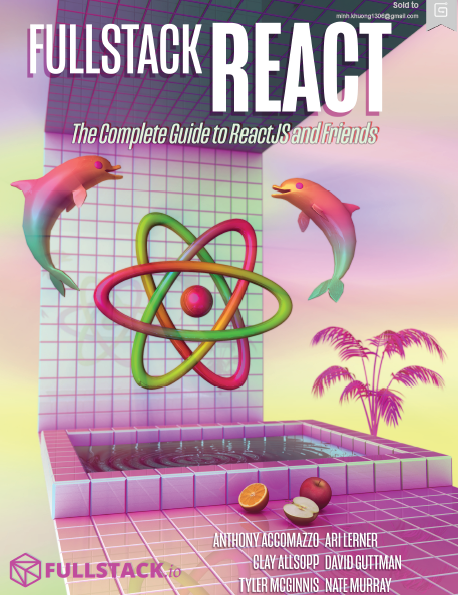 Sold to
minh.khuong1306@gmail.com
FULLSTACK REACT
The Complete Guide to ReactJS and Friends
ANTHONY ACCOMAZZO ARI LERNER
CLAY ALLSOPP DAVID GUTTMAN
TYLER MCGINNIS NATE MURRAY
FULLSTACK.io